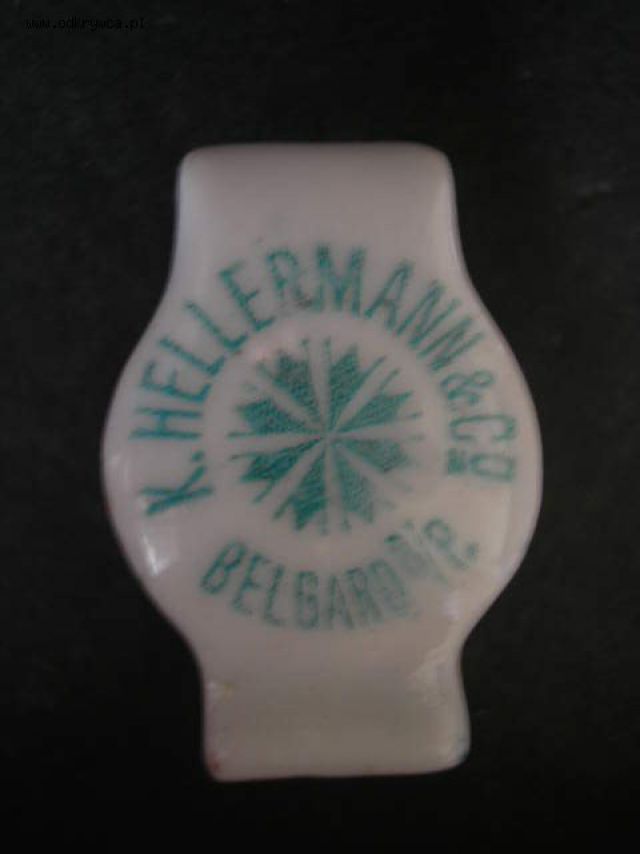 www.odkrywca.pl
K. HELLERMANN & Co
BELGARD a/P.